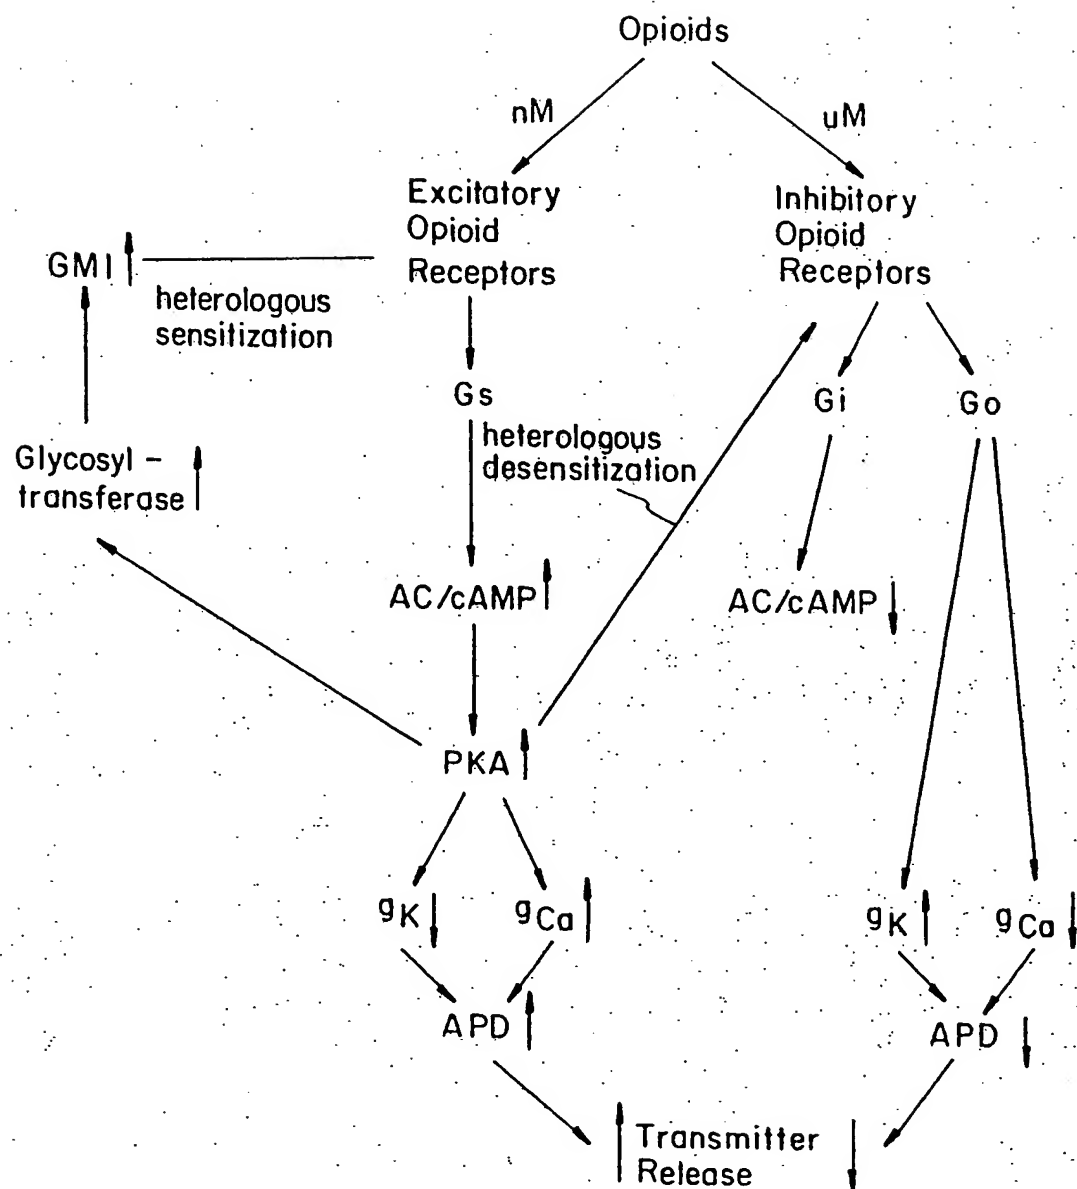 Opioids
nM
uM
Excitatory
Opioid
Receptors
Inhibitory
Opioid
Receptors
GM1↑
heterologous
sensitization
Gs
Gi
Go
heterologous
desensitization
Glycosyl –
transferase↑
AC/cAMP↑
AC/cAMP↓
PKA↑
gK↓
gCa↑
gK↑
gCa↓
APD↑
APD↓
↑Transmitter↓
Release